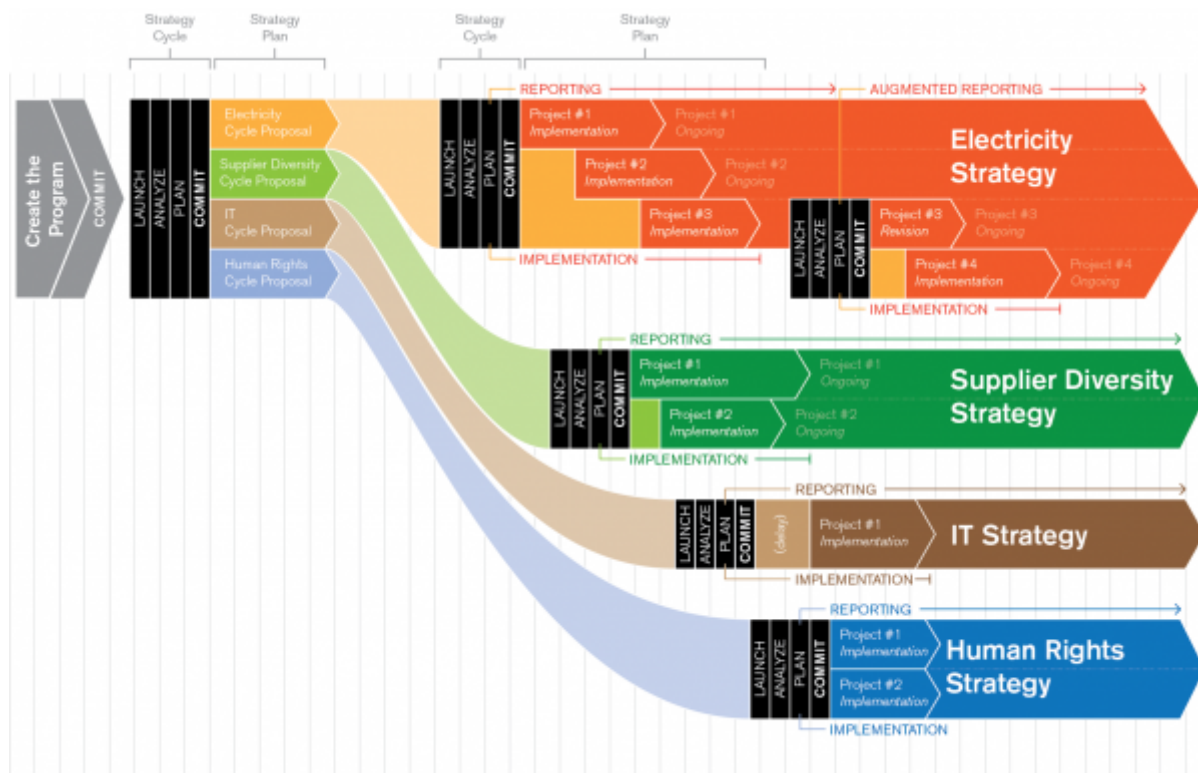 Strategy
Cycle
Strategy
Plan
Strategy
Cycle
Strategy
Plan
Create the
Program
COMMIT
LAUNCH
ANALYZE
PLAN
COMMIT
Electricity
Cycle Proposal
Supplier Diversity
Cycle Proposal
IT
Cycle Proposal
Human Rights
Cycle Proposal
REPORTING
AUGMENTED REPORTING
LAUNCH
ANALYZE
PLAN
COMMIT
Project #1
Implementation
Project #1
Ongoing
Project #2
Implementation
Project #2
Ongoing
Project #3
Implementation
IMPLEMENTATION
Electricity
Strategy
LAUNCH
ANALYZE
PLAN
COMMIT
Project #3
Revision
Project #3
Ongoing
Project #4
Implementation
Project #4
Ongoing
IMPLEMENTATION
REPORTING
LAUNCH
ANALYZE
PLAN
COMMIT
Project #1
Implementation
Project #1
Ongoing
Project #2
Implementation
Project #2
Ongoing
Supplier Diversity
Strategy
IMPLEMENTATION
REPORTING
LAUNCH
ANALYZE
PLAN
COMMIT
(delay)
Project #1
Implementation
IT Strategy
IMPLEMENTATION
REPORTING
LAUNCH
ANALYZE
PLAN
COMMIT
Project #1
Implementation
Project #2
Implementation
Human Rights
Strategy
IMPLEMENTATION